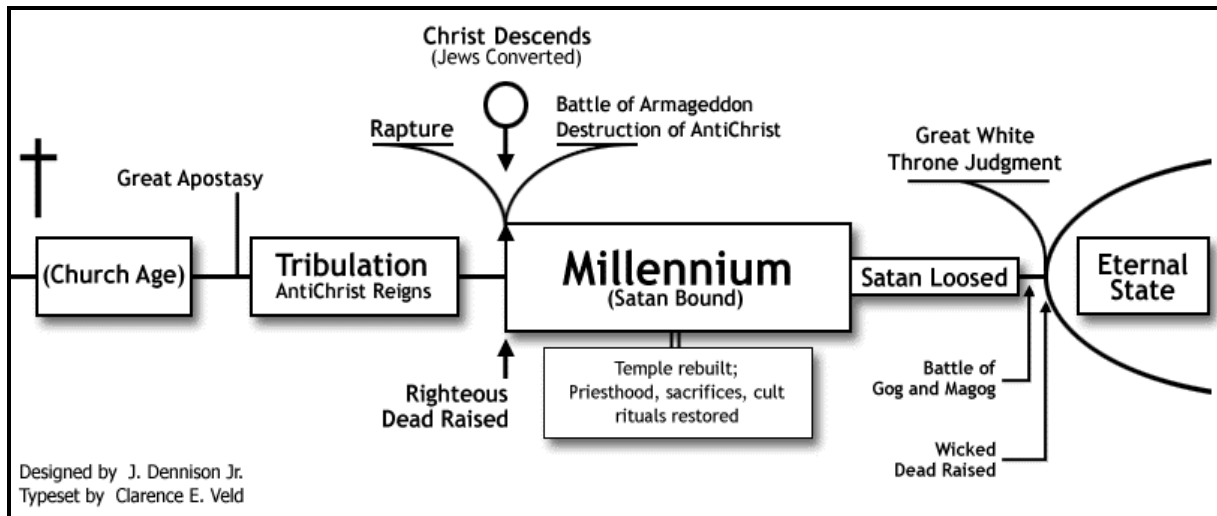 Christ Descends
(Jews Converted)
Rapture
Battle of Armageddon
Destruction of AntiChrist
Great White
Throne Judgment
Great Apostasy
(Church Age)
Tribulation
AntiChrist Reigns
Millennium
(Satan Bound)
Satan Loosed
Eternal
State
Righteous
Dead Raised
Temple rebuilt;
Priesthood, sacrifices, cult
rituals restored
Battle of
Gog and Magog
Wicked
Dead Raised
Designed by J. Dennison Jr.
Typeset by Clarence E. Veld